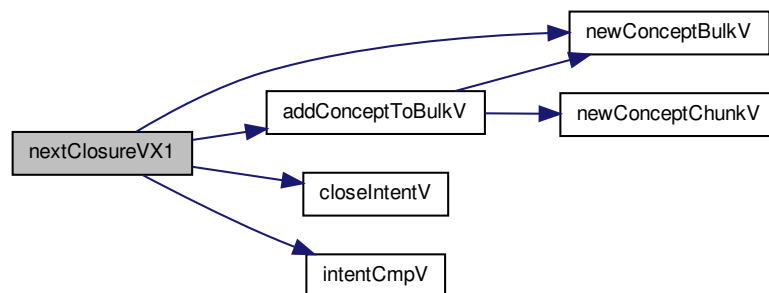 nextClosureVX1
addConceptToBulkV
newConceptBulkV
newConceptChunkV
closeIntentV
intentCmpV